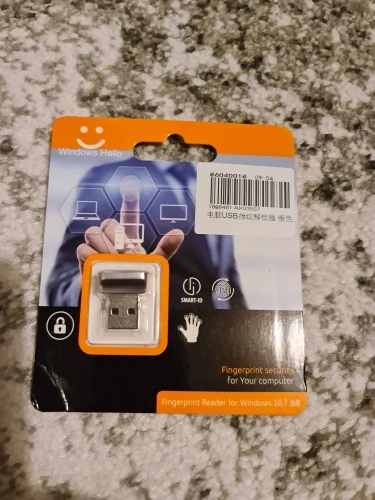 Windows Hello
06040010 09-04
电脑USB指纹解锁器 银色
SMART-ID
Fingerprint security
for Your computer
Fingerprint Reader for Windows 10,7 &8